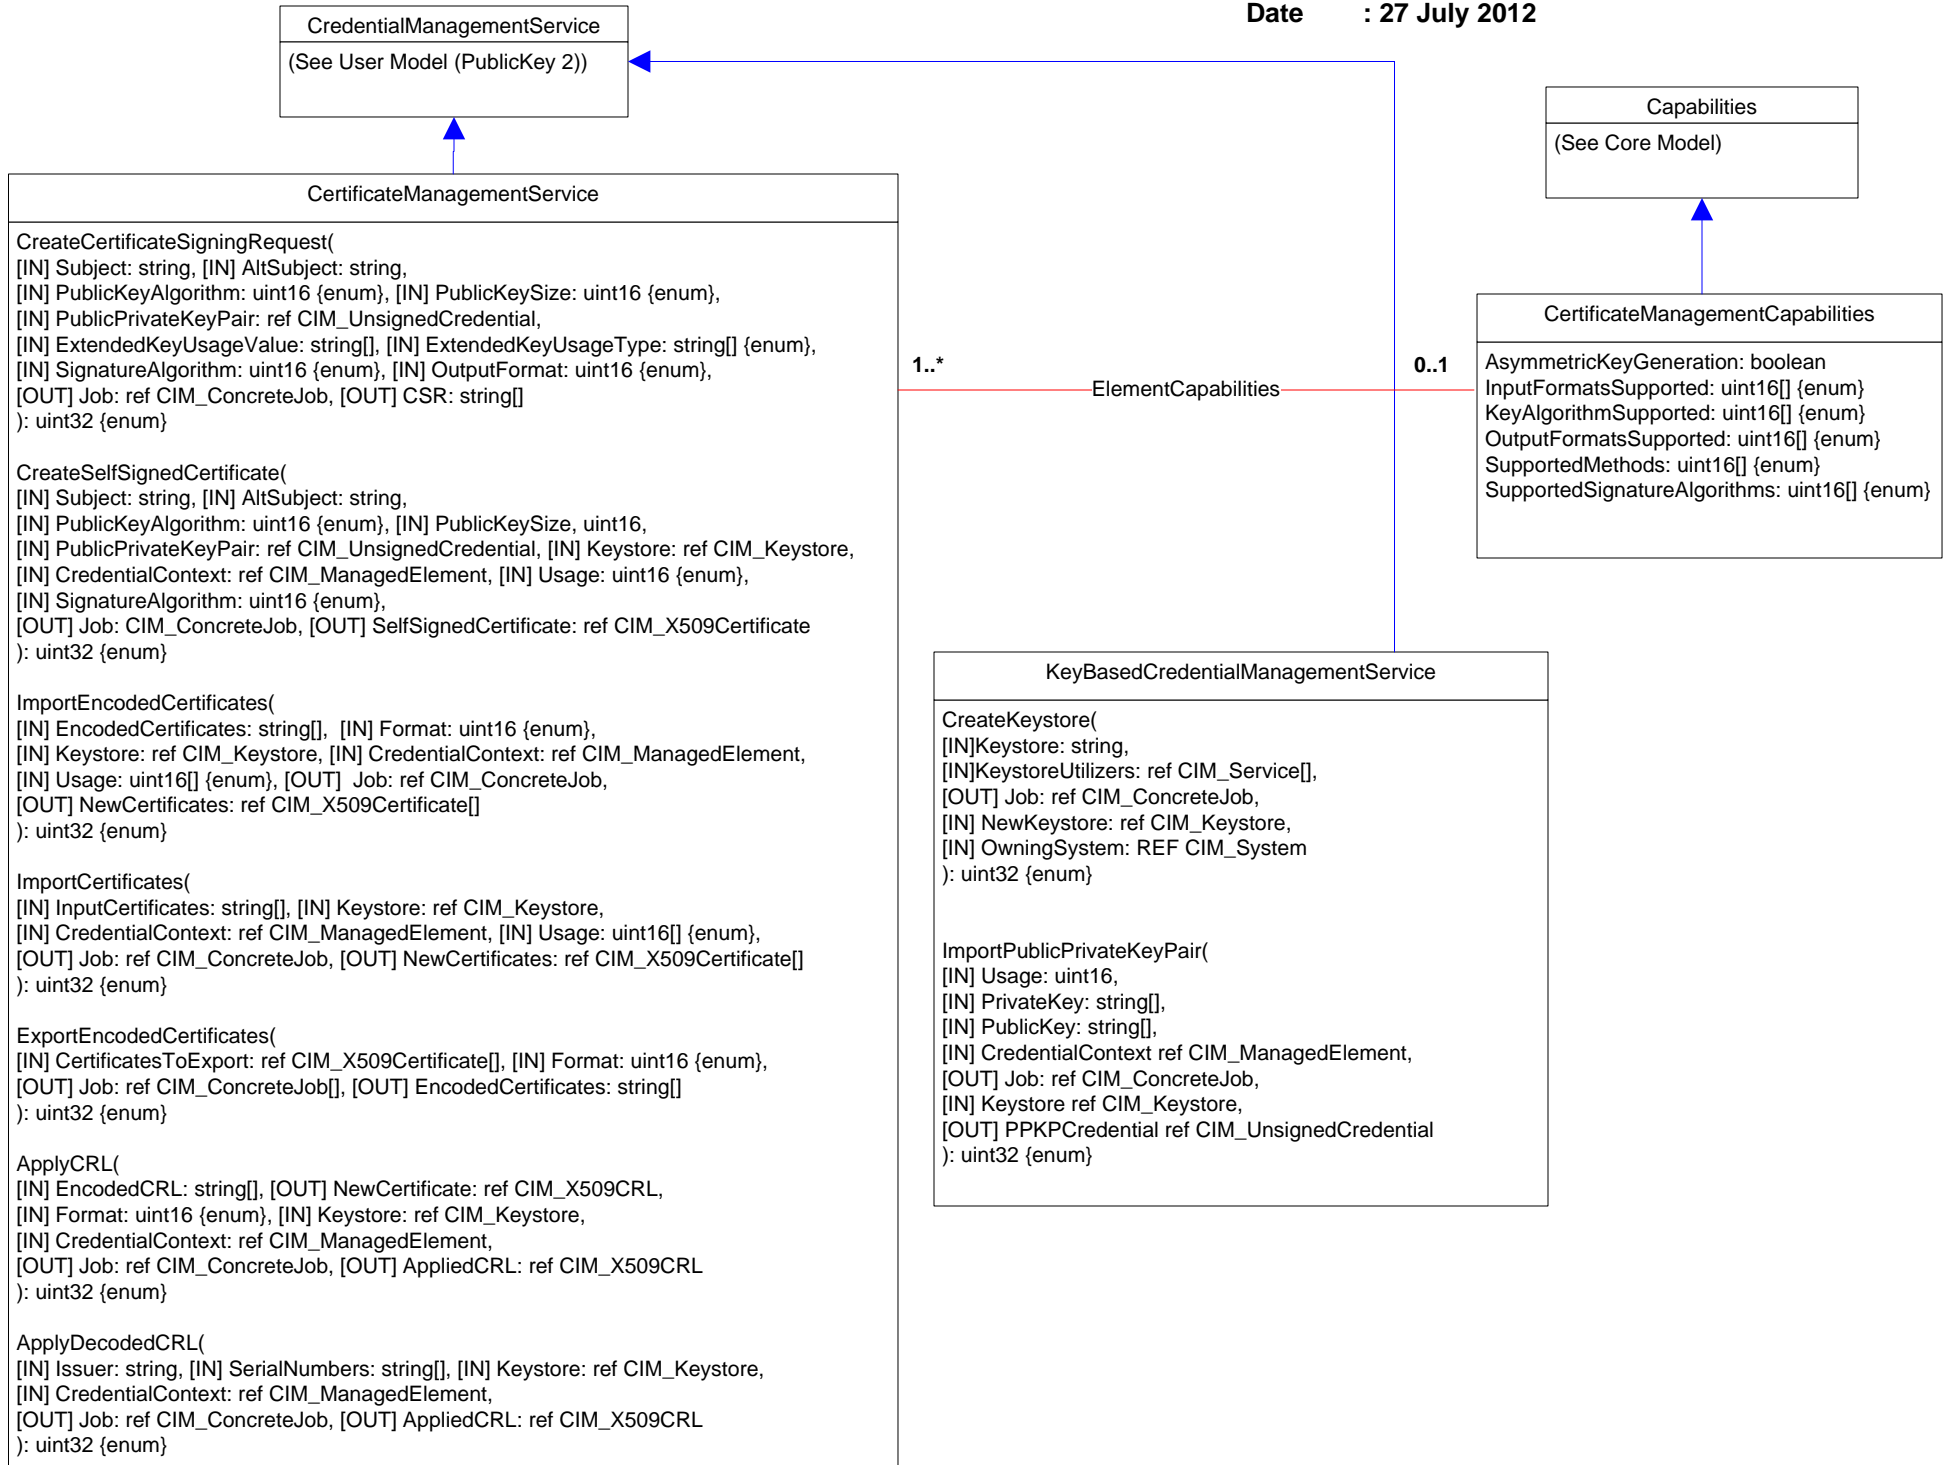 Date : 27 July 2012
CredentialManagementService
(See User Model (PublicKey 2))
Capabilities
(See Core Model)
CertificateManagementService
CreateCertificateSigningRequest(
[IN] Subject: string, [IN] AltSubject: string,
[IN] PublicKeyAlgorithm: uint16 {enum}, [IN] PublicKeySize: uint16 {enum},
[IN] PublicPrivateKeyPair: ref CIM_UnsignedCredential,
[IN] ExtendedKeyUsageValue: string[], [IN] ExtendedKeyUsageType: string[] {enum},
[IN] SignatureAlgorithm: uint16 {enum}, [IN] OutputFormat: uint16 {enum},
[OUT] Job: ref CIM_ConcreteJob, [OUT] CSR: string[]
): uint32 {enum}
CreateSelfSignedCertificate(
[IN] Subject: string, [IN] AltSubject: string,
[IN] PublicKeyAlgorithm: uint16 {enum}, [IN] PublicKeySize, uint16,
[IN] PublicPrivateKeyPair: ref CIM_UnsignedCredential, [IN] Keystore: ref CIM_Keystore,
[IN] CredentialContext: ref CIM_ManagedElement, [IN] Usage: uint16 {enum},
[IN] SignatureAlgorithm: uint16 {enum},
[OUT] Job: CIM_ConcreteJob, [OUT] SelfSignedCertificate: ref CIM_X509Certificate
): uint32 {enum}
ImportEncodedCertificates(
[IN] EncodedCertificates: string[], [IN] Format: uint16 {enum},
[IN] Keystore: ref CIM_Keystore, [IN] CredentialContext: ref CIM_ManagedElement,
[IN] Usage: uint16[] {enum}, [OUT] Job: ref CIM_ConcreteJob,
[OUT] NewCertificates: ref CIM_X509Certificate[]
): uint32 {enum}
ImportCertificates(
[IN] InputCertificates: string[], [IN] Keystore: ref CIM_Keystore,
[IN] CredentialContext: ref CIM_ManagedElement, [IN] Usage: uint16[] {enum},
[OUT] Job: ref CIM_ConcreteJob, [OUT] NewCertificates: ref CIM_X509Certificate[]
): uint32 {enum}
ExportEncodedCertificates(
[IN] CertificatesToExport: ref CIM_X509Certificate[], [IN] Format: uint16 {enum},
[OUT] Job: ref CIM_ConcreteJob[], [OUT] EncodedCertificates: string[]
): uint32 {enum}
ApplyCRL(
[IN] EncodedCRL: string[], [OUT] NewCertificate: ref CIM_X509CRL,
[IN] Format: uint16 {enum}, [IN] Keystore: ref CIM_Keystore,
[IN] CredentialContext: ref CIM_ManagedElement,
[OUT] Job: ref CIM_ConcreteJob, [OUT] AppliedCRL: ref CIM_X509CRL
): uint32 {enum}
ApplyDecodedCRL(
[IN] Issuer: string, [IN] SerialNumbers: string[], [IN] Keystore: ref CIM_Keystore,
[IN] CredentialContext: ref CIM_ManagedElement,
[OUT] Job: ref CIM_ConcreteJob, [OUT] AppliedCRL: ref CIM_X509CRL
): uint32 {enum}
1..*
ElementCapabilities
0..1
CertificateManagementCapabilities
AsymmetricKeyGeneration: boolean
InputFormatsSupported: uint16[] {enum}
KeyAlgorithmSupported: uint16[] {enum}
OutputFormatsSupported: uint16[] {enum}
SupportedMethods: uint16[] {enum}
SupportedSignatureAlgorithms: uint16[] {enum}
KeyBasedCredentialManagementService
CreateKeystore(
[IN]Keystore: string,
[IN]KeystoreUtilizers: ref CIM_Service[],
[OUT] Job: ref CIM_ConcreteJob,
[IN] NewKeystore: ref CIM_Keystore,
[IN] OwningSystem: REF CIM_System
): uint32 {enum}
ImportPublicPrivateKeyPair(
[IN] Usage: uint16,
[IN] PrivateKey: string[],
[IN] PublicKey: string[],
[IN] CredentialContext ref CIM_ManagedElement,
[OUT] Job: ref CIM_ConcreteJob,
[IN] Keystore ref CIM_Keystore,
[OUT] PPKPCredential ref CIM_UnsignedCredential
): uint32 {enum}